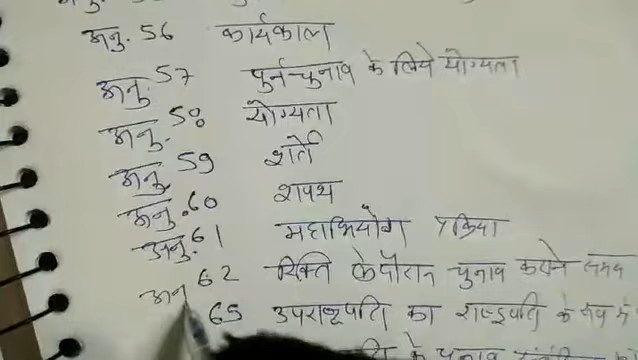 अनु. 56 कार्यकाल
अनु. 57 पुर्नचुनाव के लिये योग्यता
अनु. 58 योग्यता
अनु. 59 शर्ते
अनु. 60 शपथ
अनु. 61 महाभियोग प्रक्रिया
अनु 62 रिक्ति के दौरान चुनाव कराने समय
65 उपराष्ट्रपति का राष्ट्रपति के रूप में
के चुनाव